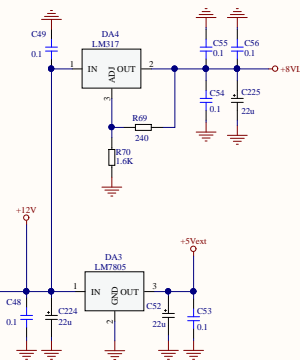 C49
0.1
DA4
LM317
1
IN
ADJ
OUT
2
3
C55
0.1
C56
0.1
+8VL
C54
0.1
C225
22u
R69
240
R70
1.6K
+12V
+5Vext
DA3
LM7805
1
IN
GND
OUT
3
2
C48
0.1
C224
22u
C52
22u
C53
0.1